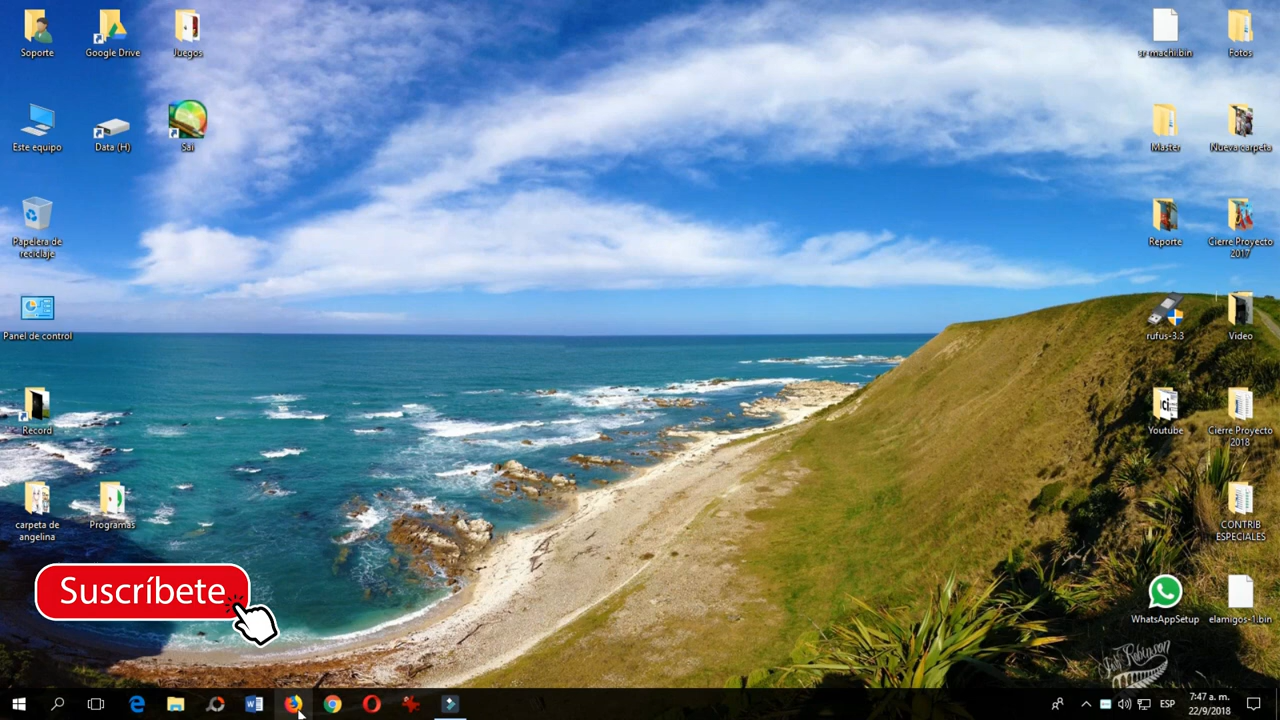 Soporte
Google Drive
Juegos
sr-machi.bin
Fotos
Este equipo
Data (H)
Sai
Master
Nueva carpeta
Papelera de
reciclaje
Reporte
Cierre Proyecto
2017
Panel de control
rufus-3.3
Video
Record
Youtube
Cierre Proyecto
2018
carpeta de
angelina
Programas
CONTRIB
ESPECIALES
Suscríbete
WhatsAppSetup
elamigos-1.bin
Robinson
ESP
7:47 a. m.
22/9/2018